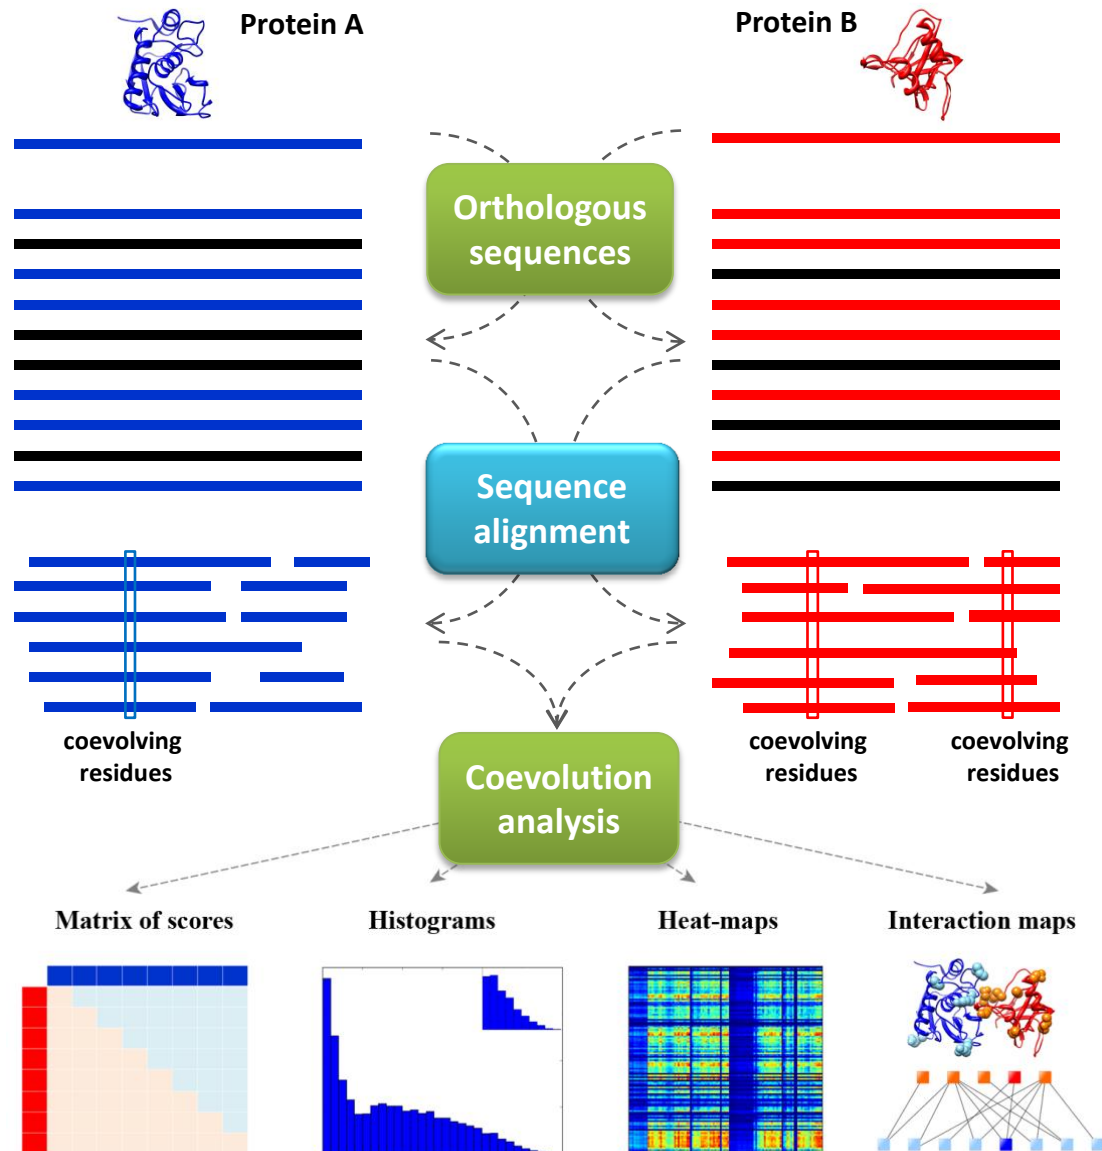 Protein A
Protein B
Orthologous
sequences
Sequence
alignment
coevolving
residues
coevolving
residues
coevolving
residues
Coevolution
analysis
Matrix of scores
Histograms
Heat-maps
Interaction maps